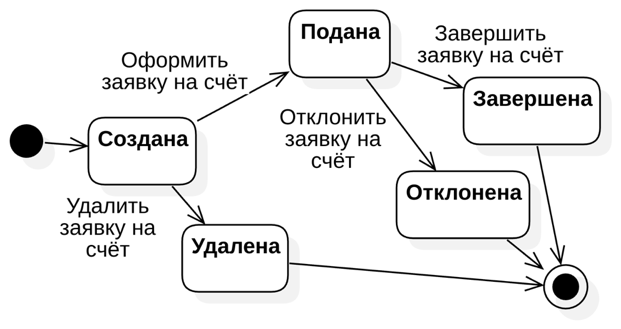 Подана
Оформить
заявку на счёт
Завершить
заявку на счёт
Создана
Отклонить
заявку на
счёт
Завершена
Удалить
заявку на
счёт
Отклонена
Удалена